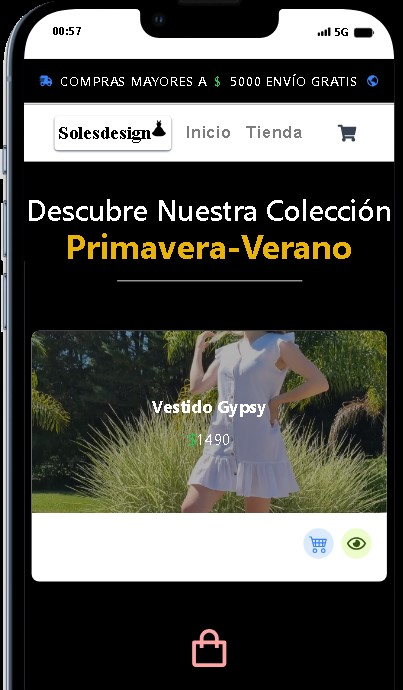 00:57 5G
COMPRAS MAYORES A $ 5000 ENVÍO GRATIS
Solesdesign Inicio Tienda
Descubre Nuestra Colección
Primavera-Verano
Vestido Gypsy
$1490